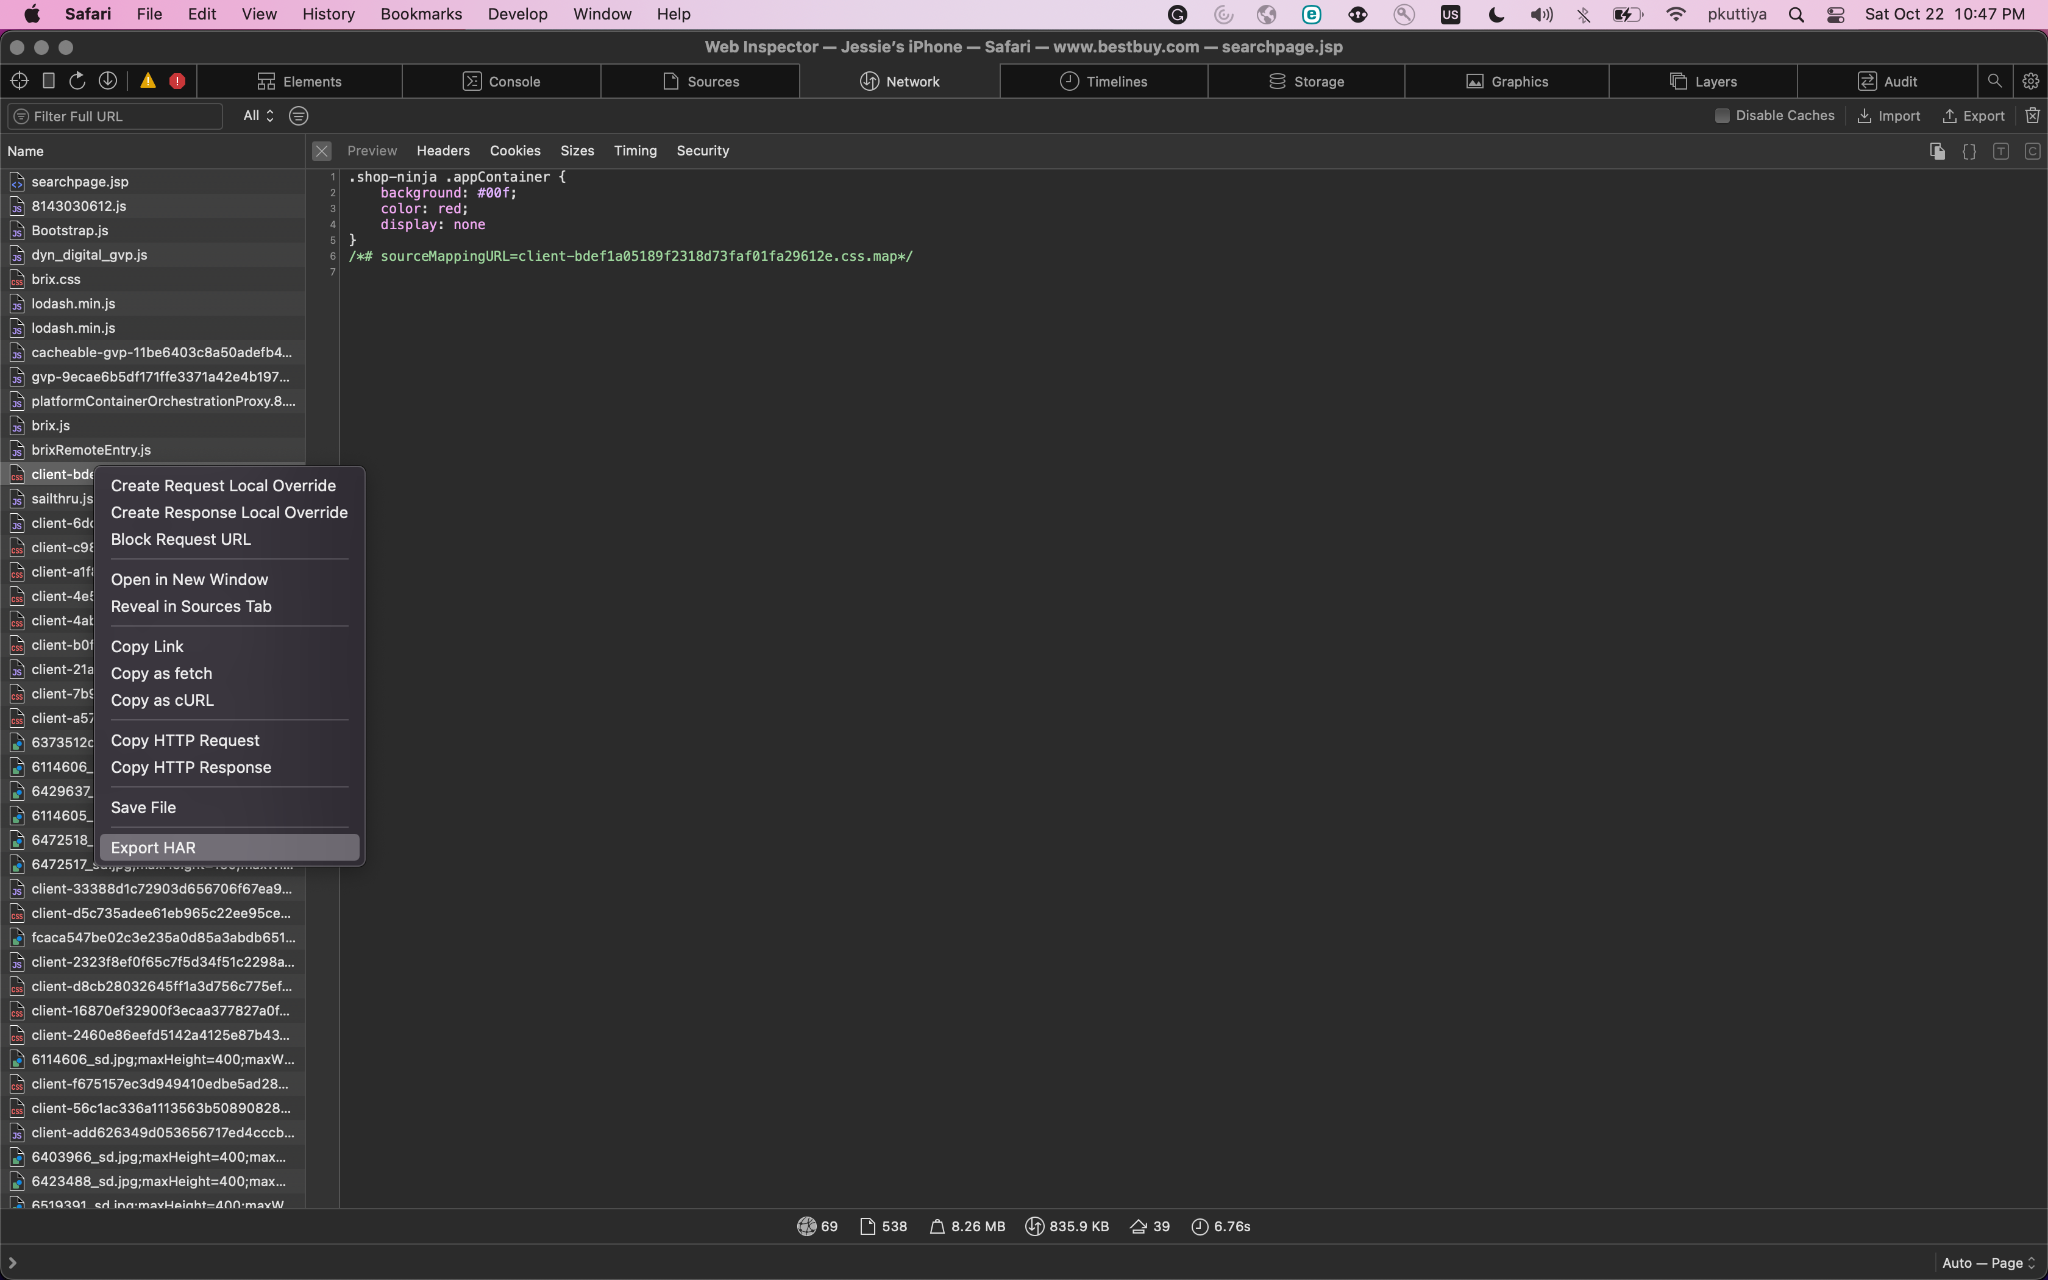 Safari File Edit View History Bookmarks Develop Window Help US pkuttiya Sat Oct 22 10:47 PM
Web Inspector — Jessie's iPhone — Safari — www.bestbuy.com — searchpage.jsp
Elements Console Sources Network Timelines Storage Graphics Layers Audit
Filter Full URL All Disable Caches Import Export
Name Preview Headers Cookies Sizes Timing Security
searchpage.jsp
8143030612.js
Bootstrap.js
dyn_digital_gvp.js
brix.css
lodash.min.js
lodash.min.js
cacheable-gvp-11be6403c8a50adefb4...
gvp-9ecae6b5df171ffe3371a42e4b197...
platformContainerOrchestrationProxy.8....
brix.js
brixRemoteEntry.js
client-bde
sailthru.js
client-6dc
client-c98
client-a1f8
client-4e5
client-4ab
client-b0f
client-21a
client-7b9
client-a57
6373512c
6114606_
6429637_
6114605_
6472518_
6472517_sd.jpg;maxHeight=
client-33388d1c72903d656706f67ea9...
client-d5c735adee61eb965c22ee95ce...
fcaca547be02c3e235a0d85a3abdb651...
client-2323f8ef0f65c7f5d34f51c2298a...
client-d8cb28032645ff1a3d756c775ef...
client-16870ef32900f3ecaa377827a0f...
client-2460e86eefd5142a4125e87b43...
6114606_sd.jpg;maxHeight=400;maxW...
client-f675157ec3d949410edbe5ad28...
client-56c1ac336a1113563b50890828...
client-add626349d053656717ed4cccb...
6403966_sd.jpg;maxHeight=400;max...
6423488_sd.jpg;maxHeight=400;max...
6519391_sd.jpg;maxHeight=400;maxW
1 .shop-ninja .appContainer {
2 background: #00f;
3 color: red;
4 display: none
5 }
6 /*# sourceMappingURL=client-bdef1a05189f2318d73faf01fa29612e.css.map*/
7
Create Request Local Override
Create Response Local Override
Block Request URL
Open in New Window
Reveal in Sources Tab
Copy Link
Copy as fetch
Copy as cURL
Copy HTTP Request
Copy HTTP Response
Save File
Export HAR
69 538 8.26 MB 835.9 KB 39 6.76s
Auto — Page